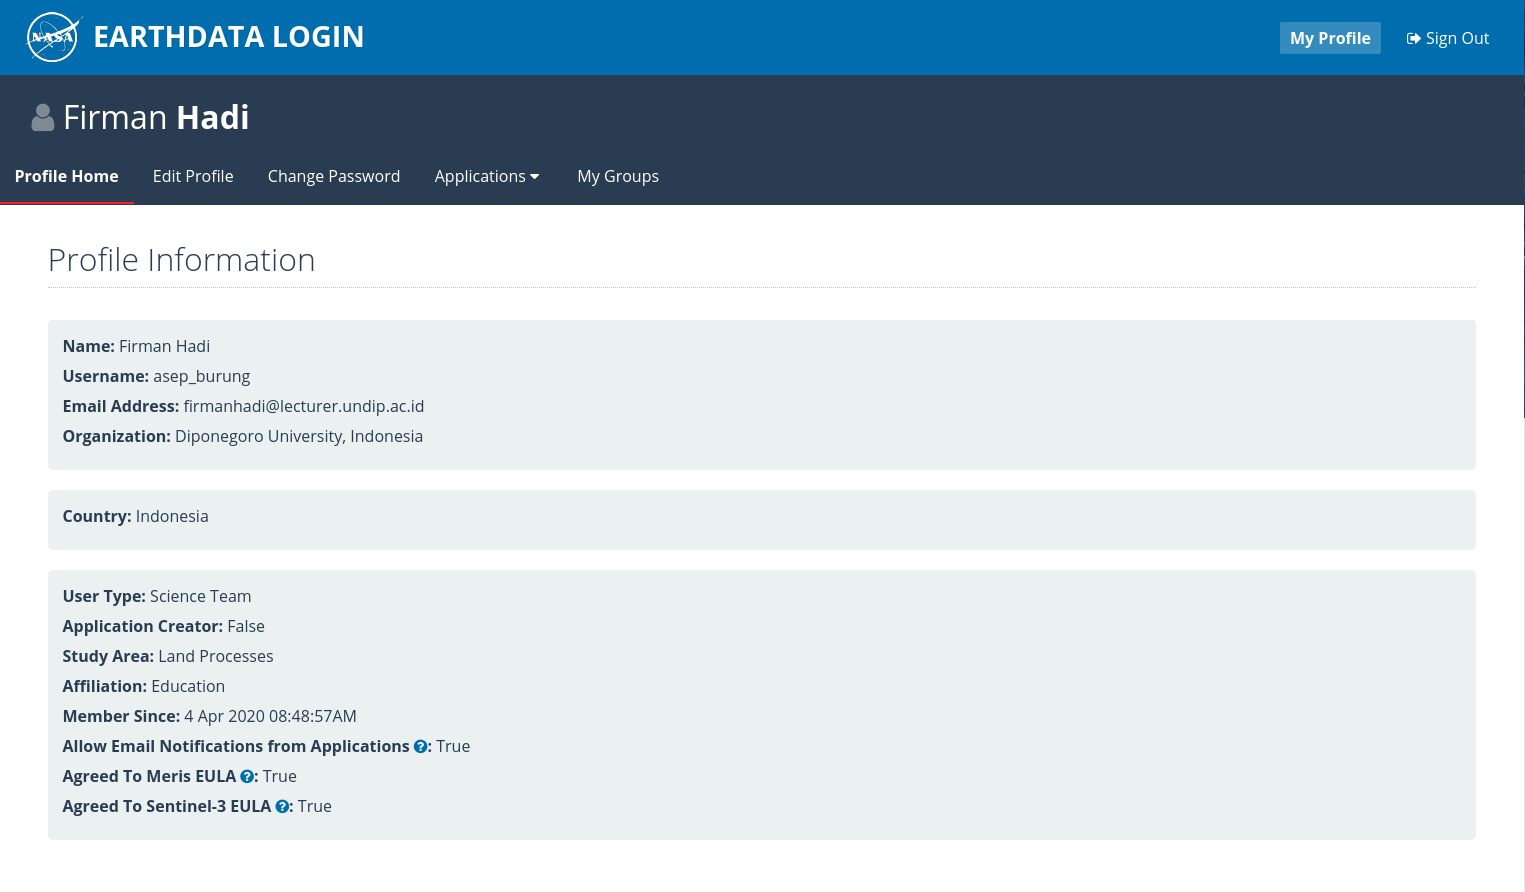 NASA EARTHDATA LOGIN
My Profile Sign Out
Firman Hadi
Profile Home Edit Profile Change Password Applications My Groups
Profile Information
Name: Firman Hadi
Username: asep_burung
Email Address: firmanhadi@lecturer.undip.ac.id
Organization: Diponegoro University, Indonesia
Country: Indonesia
User Type: Science Team
Application Creator: False
Study Area: Land Processes
Affiliation: Education
Member Since: 4 Apr 2020 08:48:57AM
Allow Email Notifications from Applications ?: True
Agreed To Meris EULA ?: True
Agreed To Sentinel-3 EULA ?: True